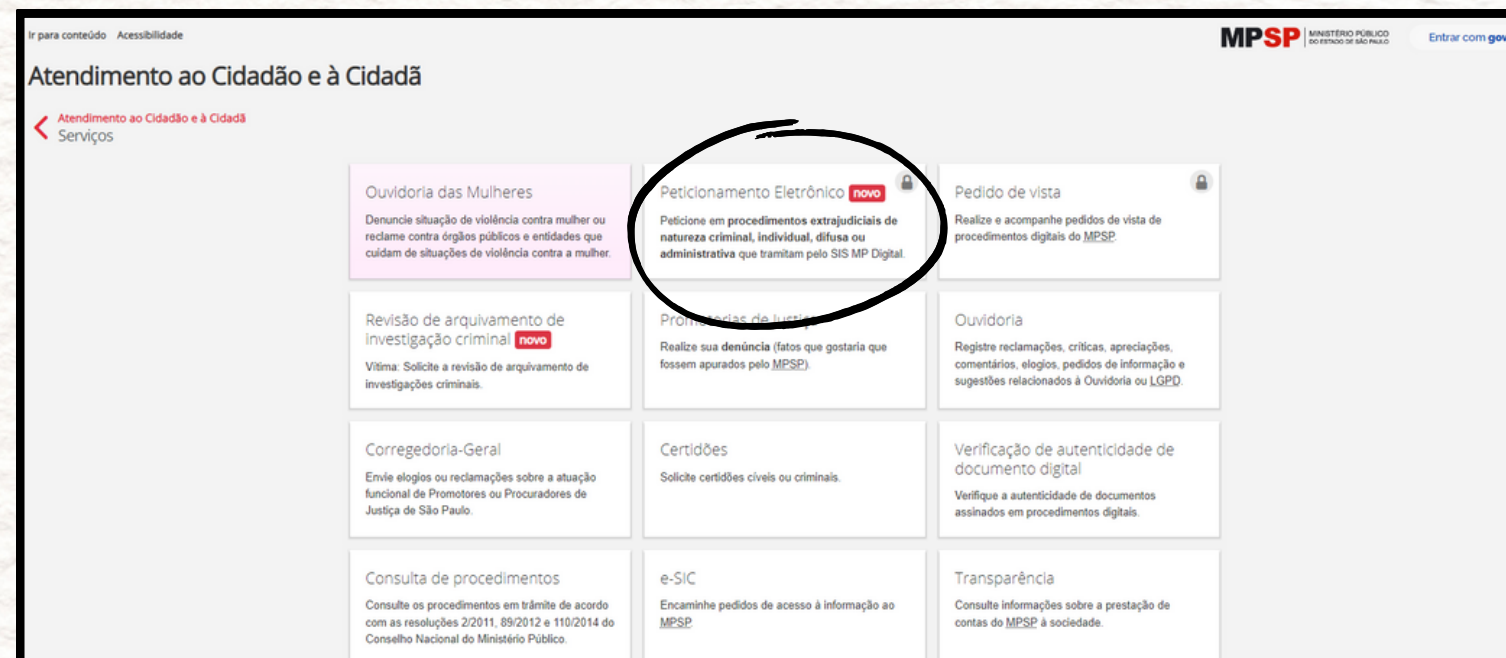 Ir para conteúdo Acessibilidade
MPSP MINISTÉRIO PÚBLICO
DO ESTADO DE SÃO PAULO
Entrar com gov
Atendimento ao Cidadão e à Cidadã
Atendimento ao Cidadão e à Cidadã
Serviços
Ouvidoria das Mulheres
Denuncie situação de violência contra mulher ou
reclame contra órgãos públicos e entidades que
cuidam de situações de violência contra a mulher.
Peticionamento Eletrônico novo
Peticione em procedimentos extrajudiciais de
natureza criminal, individual, difusa ou
administrativa que tramitam pelo SIS MP Digital.
Pedido de vista
Realize e acompanhe pedidos de vista de
procedimentos digitais do MPSP.
Revisão de arquivamento de
investigação criminal novo
Vítima: Solicite a revisão de arquivamento de
investigações criminais.
Promotorias de Justiça
Realize sua denúncia (fatos que gostaria que
fossem apurados pelo MPSP).
Ouvidoria
Registre reclamações, críticas, apreciações,
comentários, elogios, pedidos de informação e
sugestões relacionados à Ouvidoria ou LGPD.
Corregedoria-Geral
Envie elogios ou reclamações sobre a atuação
funcional de Promotores ou Procuradores de
Justiça de São Paulo.
Certidões
Solicite certidões cíveis ou criminais.
Verificação de autenticidade de
documento digital
Verifique a autenticidade de documentos
assinados em procedimentos digitais.
Consulta de procedimentos
Consulte os procedimentos em trâmite de acordo
com as resoluções 2/2011, 89/2012 e 110/2014 do
Conselho Nacional do Ministério Público.
e-SIC
Encaminhe pedidos de acesso à informação ao
MPSP.
Transparência
Consulte informações sobre a prestação de
contas do MPSP à sociedade.